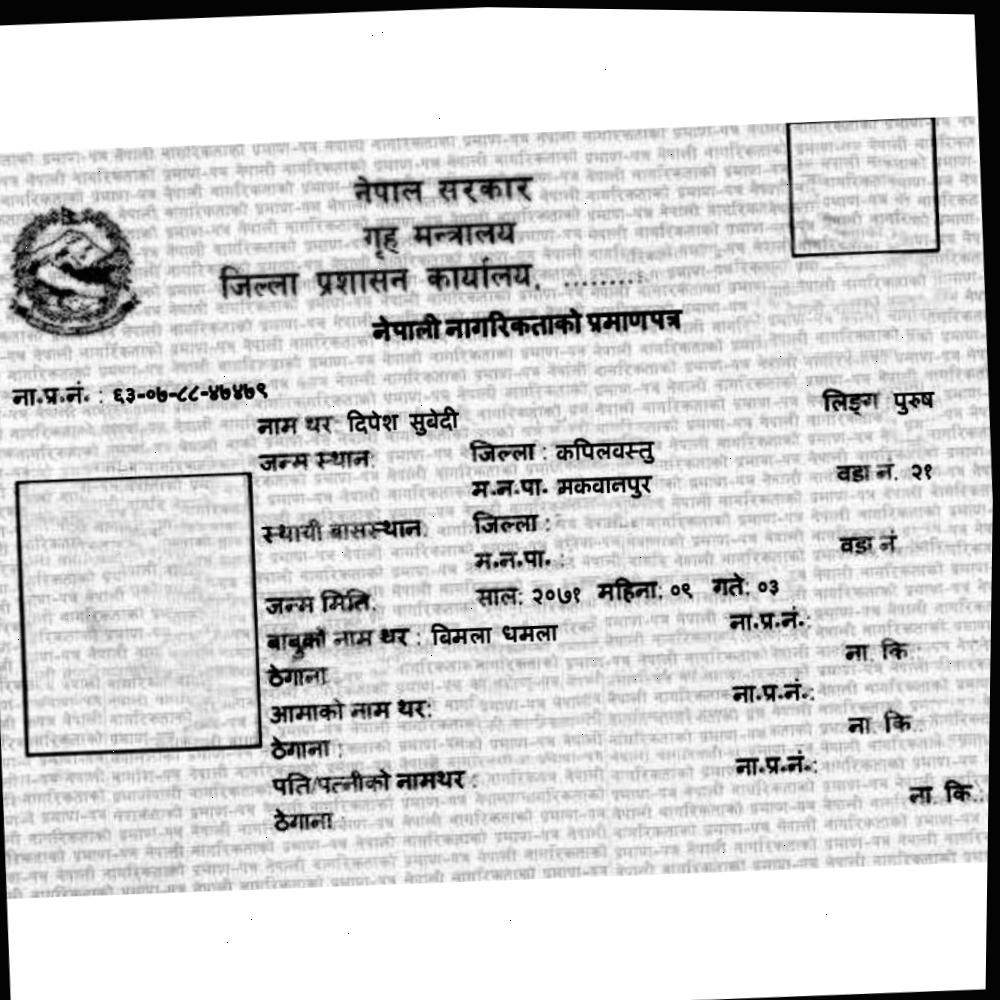 नेपाल सरकार
गृह मन्त्रालय
जिल्ला प्रशासन कार्यालय, .........
नेपाली नागरिकताको प्रमाणपत्र
ना.प्र.नं. : ६३-०७-८८-४७४७९
लिङ्ग पुरुष
नाम थर दिपेश सुबेदी
जन्म स्थान: जिल्ला : कपिलवस्तु
म.न.पा. मकवानपुर वडा नं. २१
स्थायी बासस्थान: जिल्ला :
म.न.पा. : वडा नं
जन्म मिति: साल: २०७१ महिना: ०९ गते: ०३
बाबुको नाम थर : विमला धमला ना.प्र.नं.:
ठेगाना ना. कि.:
आमाको नाम थर: ना.प्र.नं.:
ठेगाना : ना. कि.
पति/पत्नीको नामथर : ना.प्र.नं.:
ठेगाना : ना. कि.: